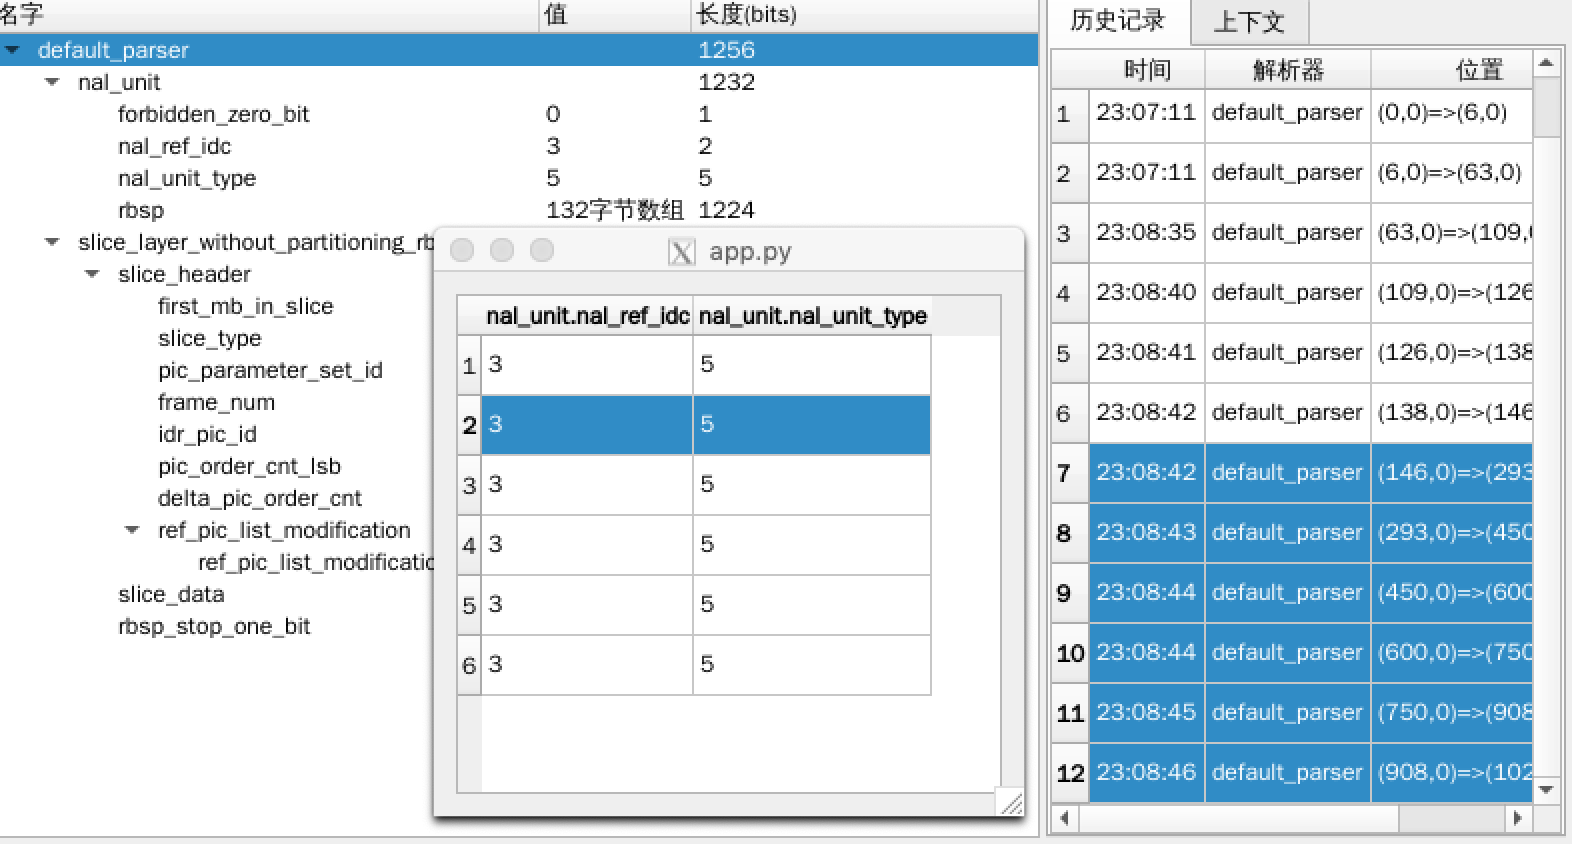 名字 值 长度(bits)
default_parser 1256
nal_unit 1232
forbidden_zero_bit 0 1
nal_ref_idc 3 2
nal_unit_type 5 5
rbsp 132字节数组 1224
slice_layer_without_partitioning_rb
slice_header
first_mb_in_slice
slice_type
pic_parameter_set_id
frame_num
idr_pic_id
pic_order_cnt_lsb
delta_pic_order_cnt
ref_pic_list_modification
ref_pic_list_modificatio
slice_data
rbsp_stop_one_bit
X app.py
nal_unit.nal_ref_idc nal_unit.nal_unit_type
1 3 5
2 3 5
3 3 5
4 3 5
5 3 5
6 3 5
历史记录 上下文
时间 解析器 位置
1 23:07:11 default_parser (0,0)=>(6,0)
2 23:07:11 default_parser (6,0)=>(63,0)
3 23:08:35 default_parser (63,0)=>(109,
4 23:08:40 default_parser (109,0)=>(126
5 23:08:41 default_parser (126,0)=>(138
6 23:08:42 default_parser (138,0)=>(146
7 23:08:42 default_parser (146,0)=>(293
8 23:08:43 default_parser (293,0)=>(450
9 23:08:44 default_parser (450,0)=>(600
10 23:08:44 default_parser (600,0)=>(750
11 23:08:45 default_parser (750,0)=>(908
12 23:08:46 default_parser (908,0)=>(102